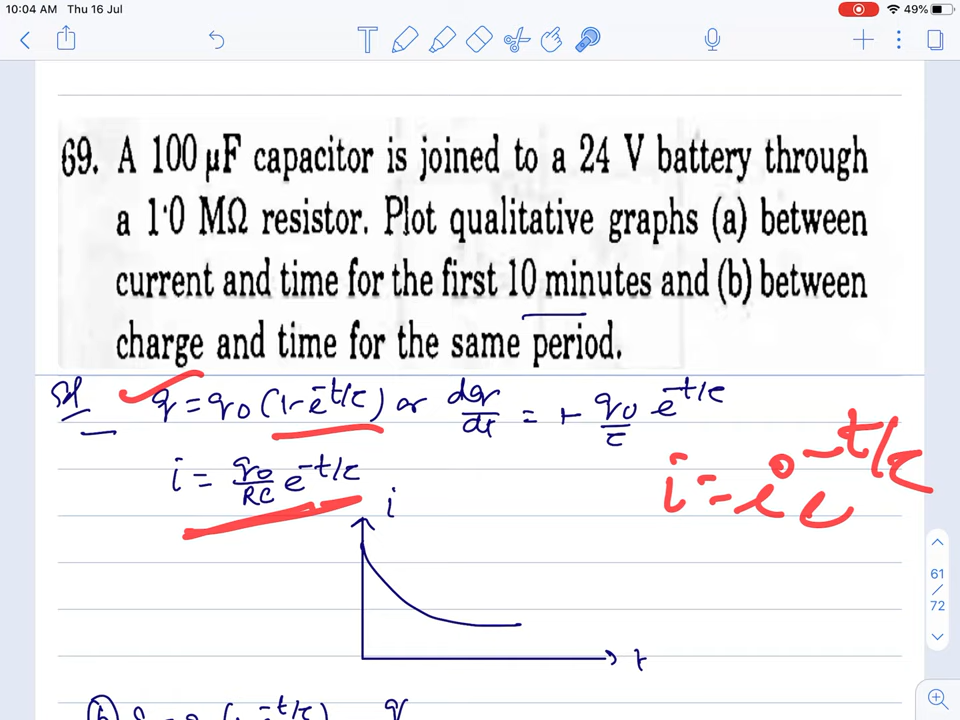 10:04 AM Thu 16 Jul
49%
69. A 100 μF capacitor is joined to a 24 V battery through
a 1·0 MΩ resistor. Plot qualitative graphs (a) between
current and time for the first 10 minutes and (b) between
charge and time for the same period.
Sol q = q0 (1-e^-t/τ) or dq/dt = + q0/τ e^-t/τ
i = q0/RC e^-t/τ
i = i0 e^-t/τ
i
t
61
/
72
(b) q = q0 (1-e^-t/τ) q